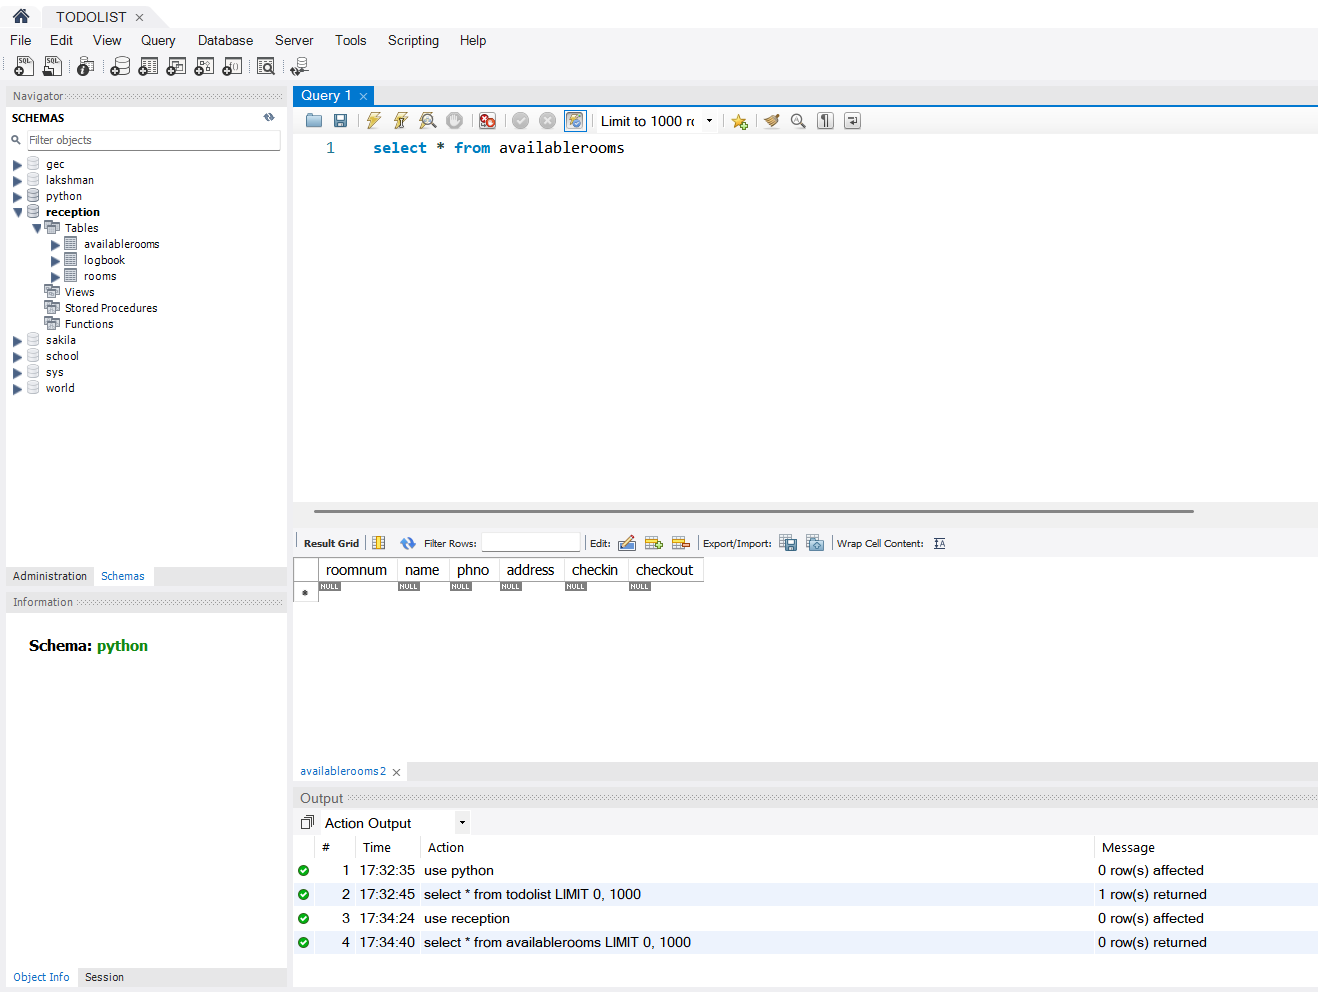 TODOLIST
File Edit View Query Database Server Tools Scripting Help
Navigator
SCHEMAS
Filter objects
gec
lakshman
python
reception
Tables
availablerooms
logbook
rooms
Views
Stored Procedures
Functions
sakila
school
sys
world
Administration Schemas
Information
Schema: python
Object Info Session
Query 1
Limit to 1000 rc
1 select * from availablerooms
Result Grid Filter Rows: Edit: Export/Import: Wrap Cell Content:
roomnum name phno address checkin checkout
NULL NULL NULL NULL NULL NULL
availablerooms2
Output
Action Output
# Time Action Message
1 17:32:35 use python 0 row(s) affected
2 17:32:45 select * from todolist LIMIT 0, 1000 1 row(s) returned
3 17:34:24 use reception 0 row(s) affected
4 17:34:40 select * from availablerooms LIMIT 0, 1000 0 row(s) returned